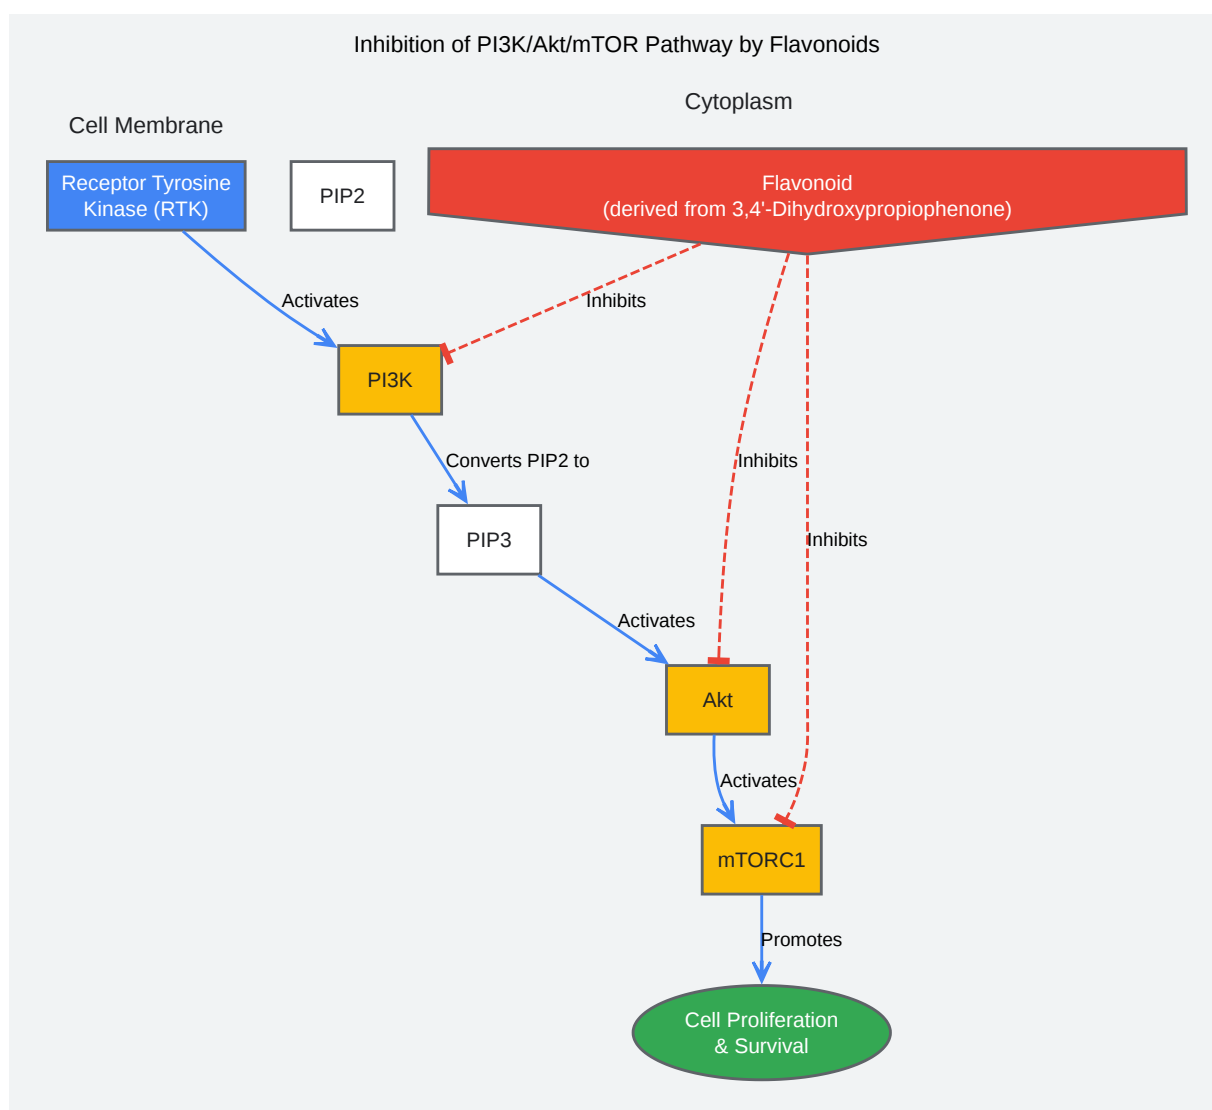 Inhibition of PI3K/Akt/mTOR Pathway by Flavonoids
Cytoplasm
Cell Membrane
Receptor Tyrosine
Kinase (RTK)
PIP2
Flavonoid
(derived from 3,4'-Dihydroxypropiophenone)
Activates
Inhibits
PI3K
Converts PIP2 to
Inhibits
PIP3
Inhibits
Activates
Akt
Activates
mTORC1
Promotes
Cell Proliferation
& Survival